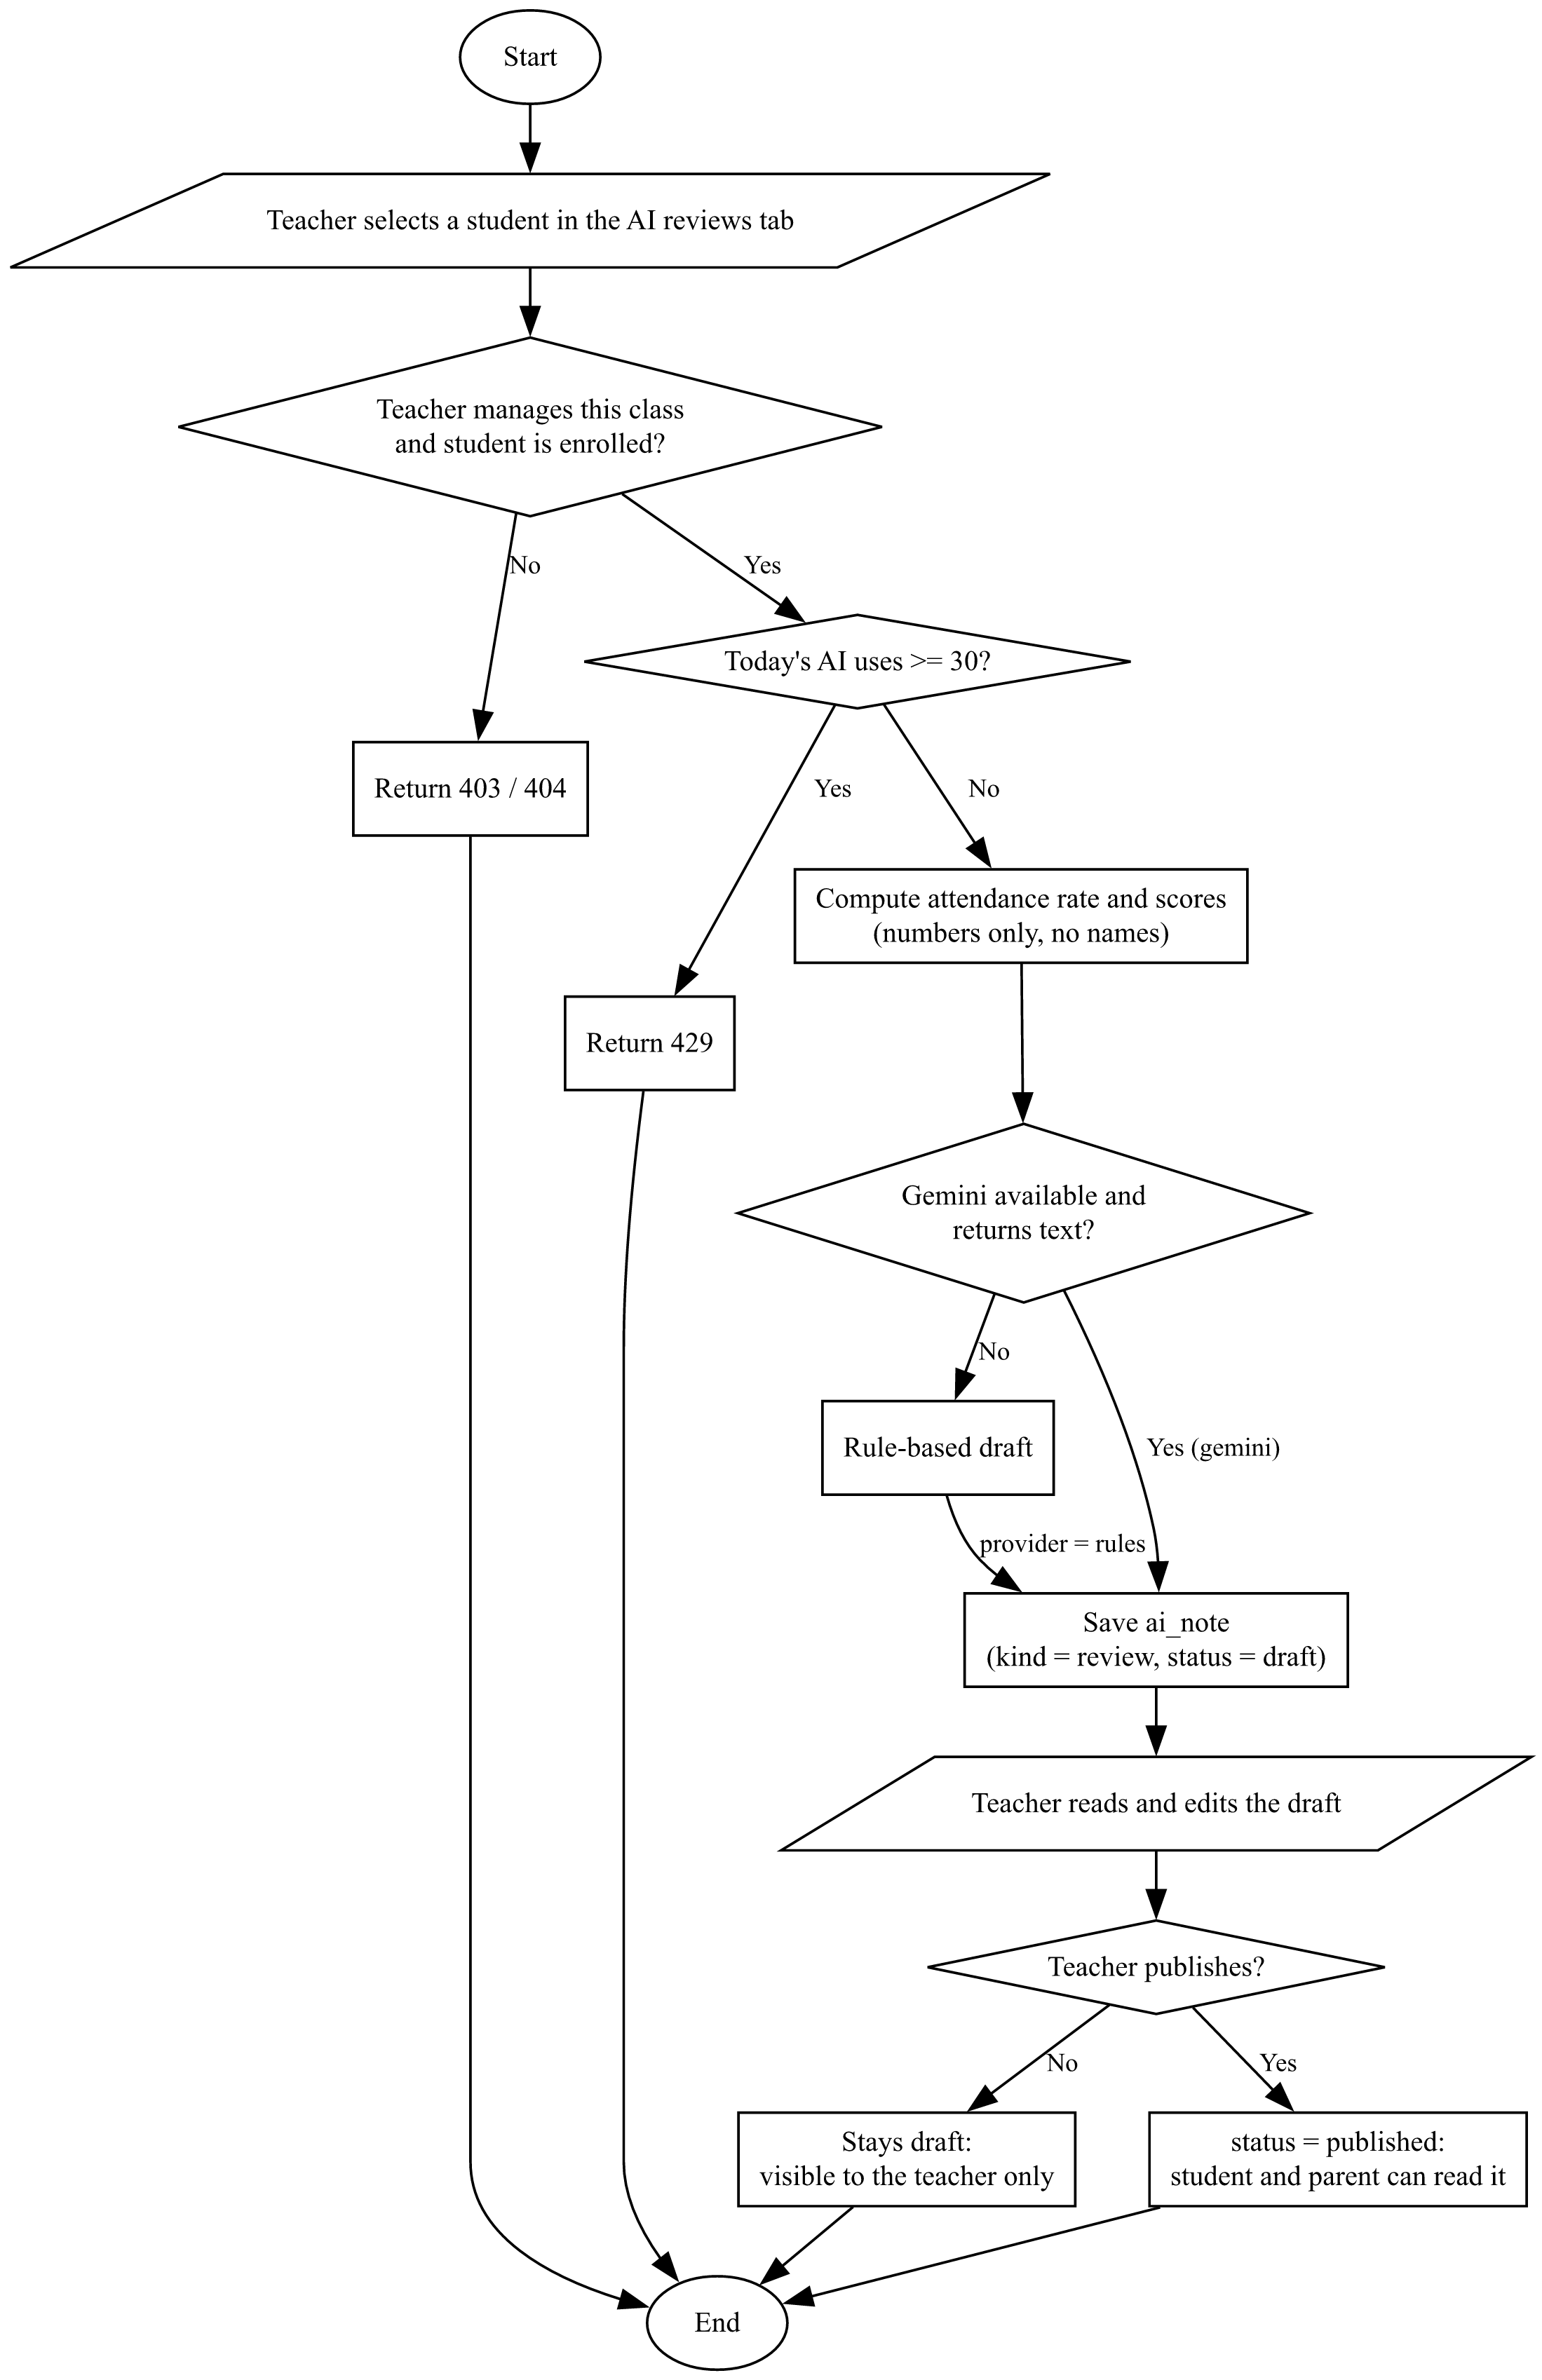 Start
Teacher selects a student in the AI reviews tab
Teacher manages this class
and student is enrolled?
No
Yes
Today's AI uses >= 30?
Return 403 / 404
Yes
No
Compute attendance rate and scores
(numbers only, no names)
Return 429
Gemini available and
returns text?
No
Rule-based draft
Yes (gemini)
provider = rules
Save ai_note
(kind = review, status = draft)
Teacher reads and edits the draft
Teacher publishes?
No
Yes
Stays draft:
visible to the teacher only
status = published:
student and parent can read it
End